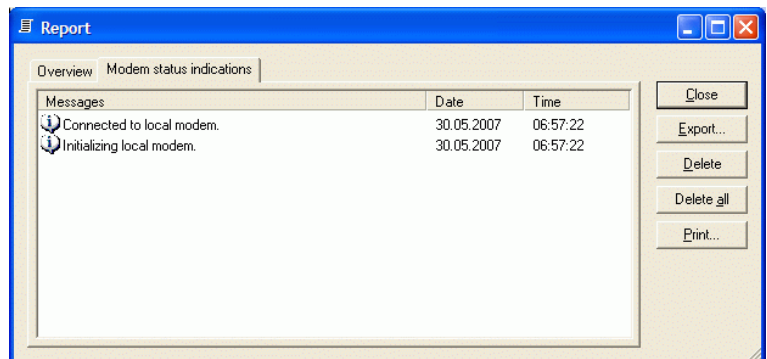 Report
Overview Modem status indications
Messages Date Time
Connected to local modem. 30.05.2007 06:57:22
Initializing local modem. 30.05.2007 06:57:22
Close
Export...
Delete
Delete all
Print...